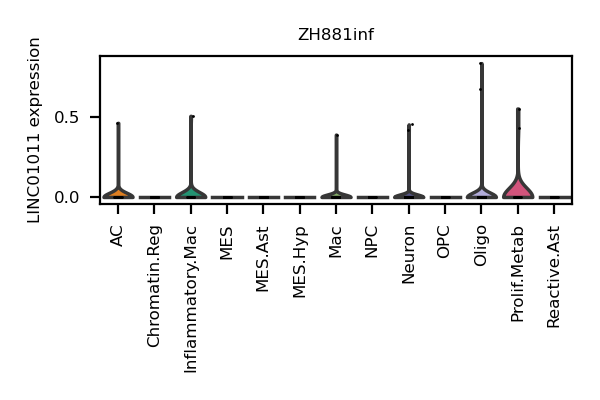 ZH881inf
LINC01011 expression
0.5
0.0
AC
Chromatin.Reg
Inflammatory.Mac
MES
MES.Ast
MES.Hyp
Mac
NPC
Neuron
OPC
Oligo
Prolif.Metab
Reactive.Ast